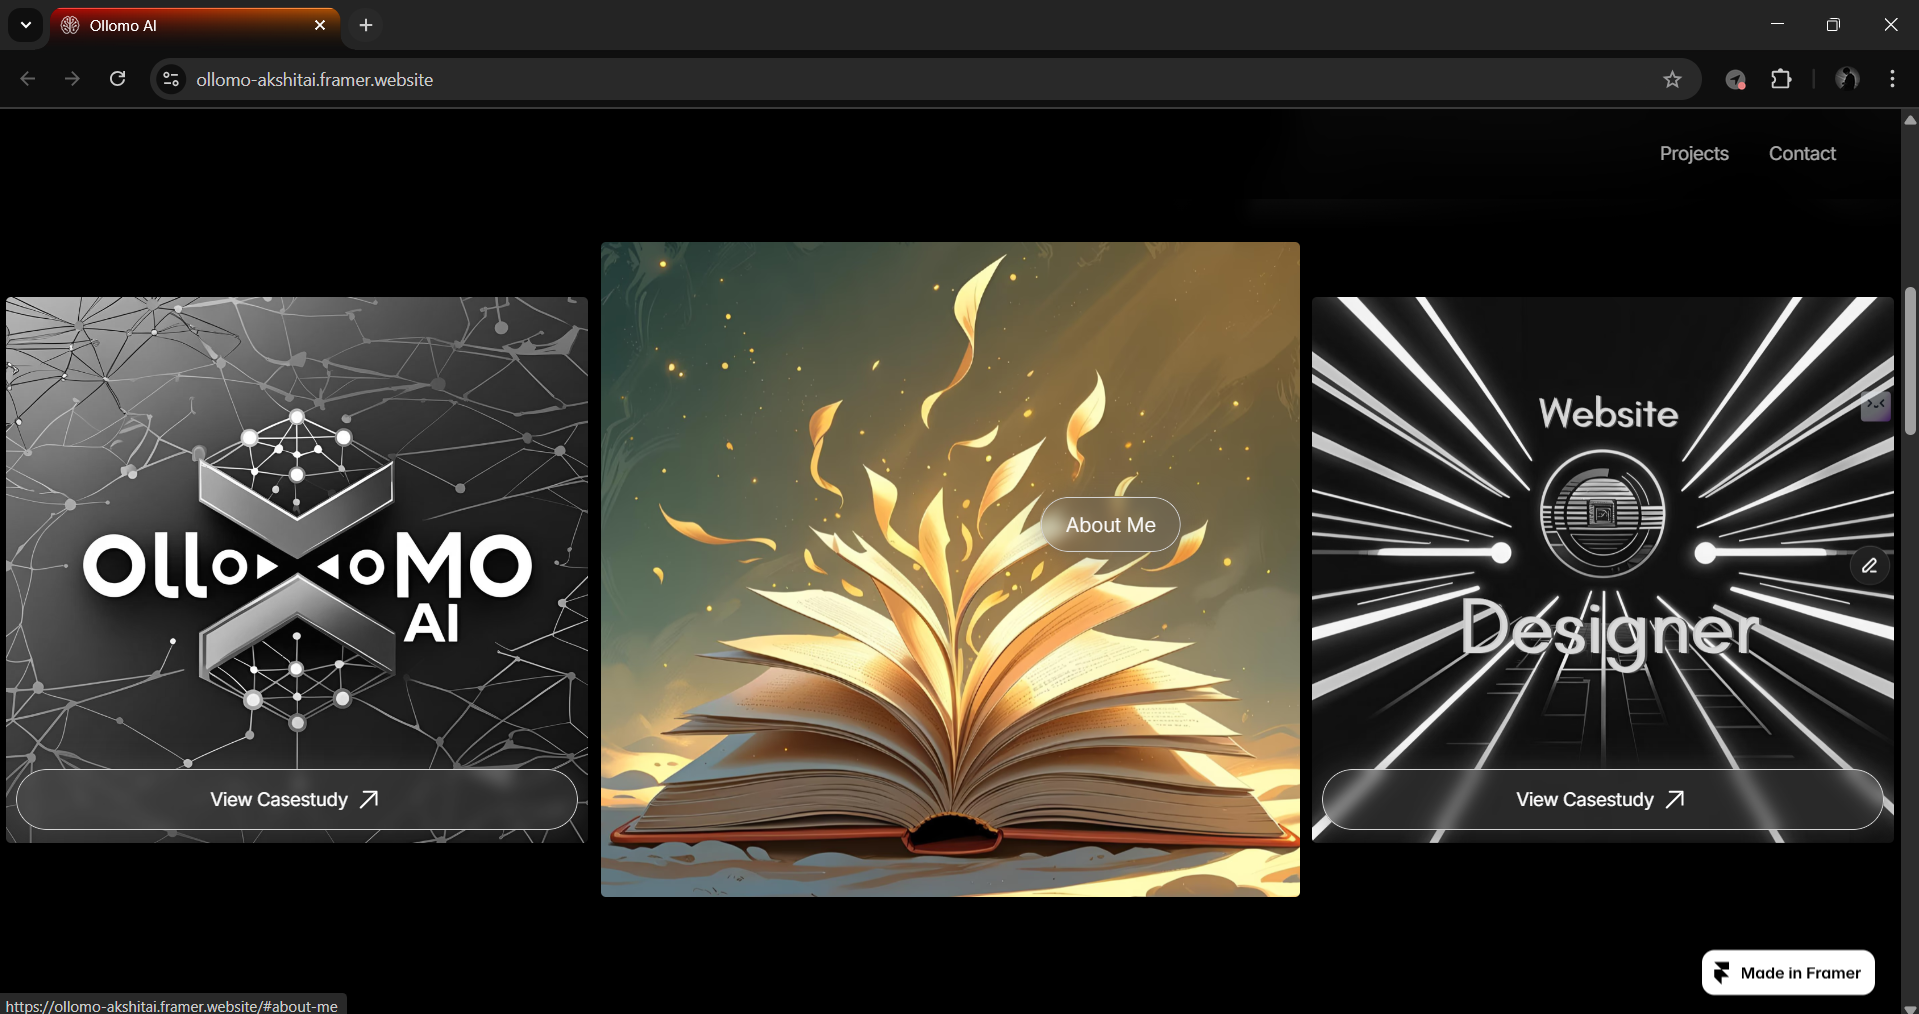 Ollomo AI
ollomo-akshitai.framer.website
Projects
Contact
OlloMO
AI
View Casestudy
About Me
Website
Designer
View Casestudy
Made in Framer
https://ollomo-akshitai.framer.website/#about-me